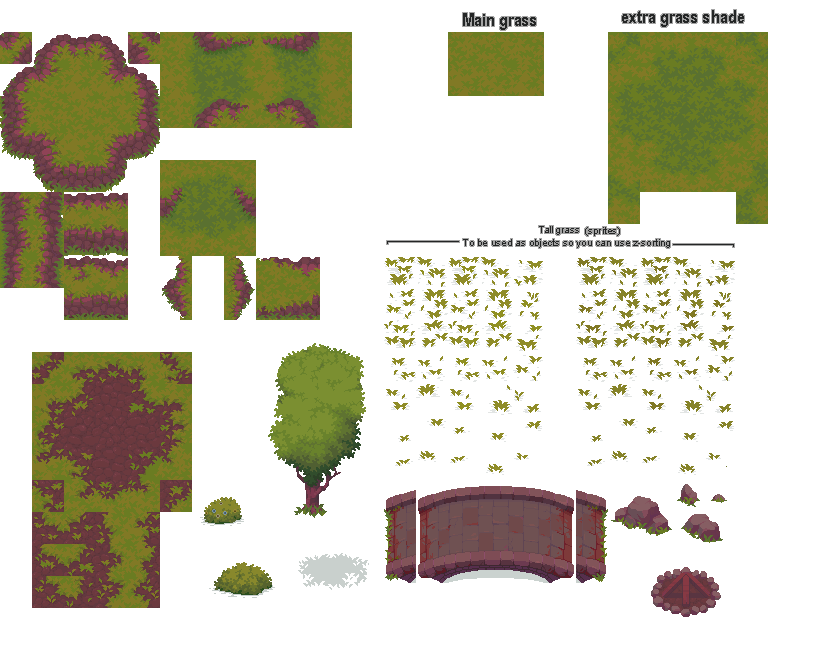 Main grass
extra grass shade
Tall grass (sprites)
To be used as objects so you can use z-sorting